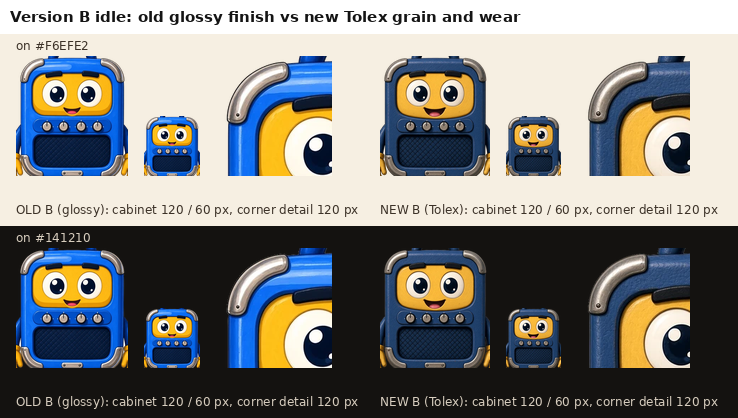 Version B idle: old glossy finish vs new Tolex grain and wear
on #F6EFE2
OLD B (glossy): cabinet 120 / 60 px, corner detail 120 px
NEW B (Tolex): cabinet 120 / 60 px, corner detail 120 px
on #141210
OLD B (glossy): cabinet 120 / 60 px, corner detail 120 px
NEW B (Tolex): cabinet 120 / 60 px, corner detail 120 px